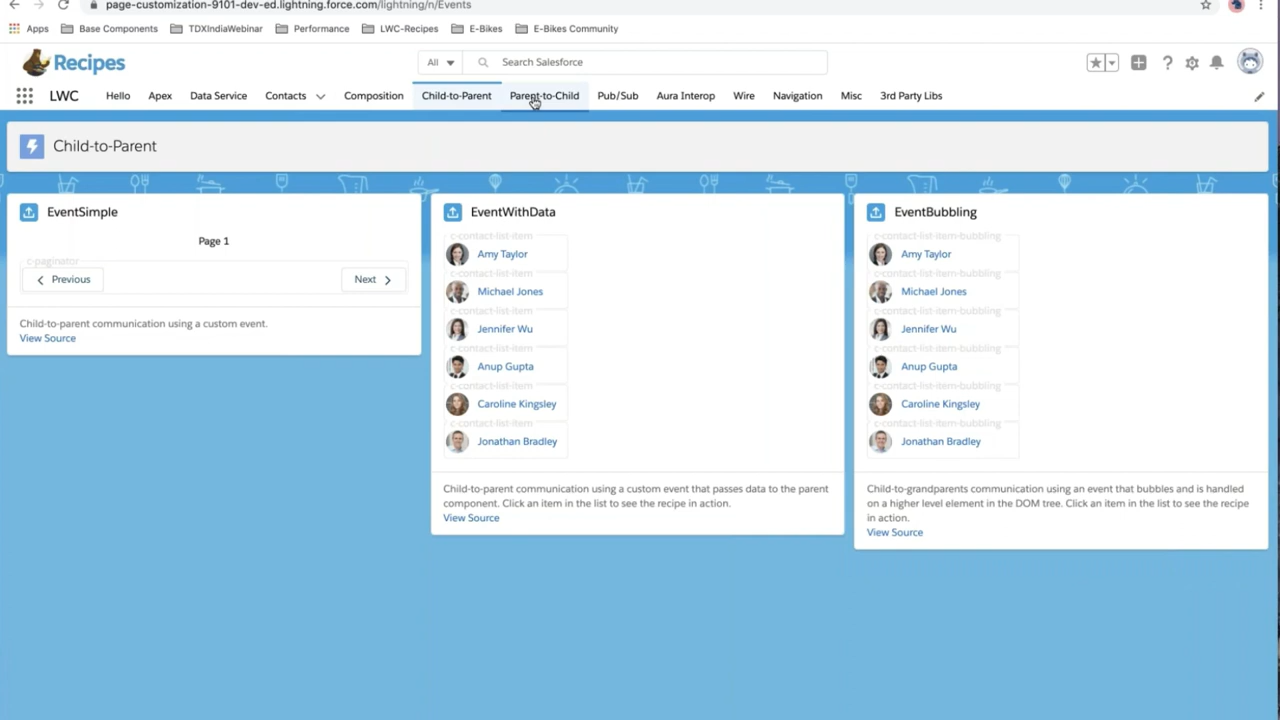 page-customization-9101-dev-ed.lightning.force.com/lightning/n/Events
Apps Base Components TDXIndiaWebinar Performance LWC-Recipes E-Bikes E-Bikes Community
Recipes All Search Salesforce
LWC Hello Apex Data Service Contacts Composition Child-to-Parent Parent-to-Child Pub/Sub Aura Interop Wire Navigation Misc 3rd Party Libs
Child-to-Parent
EventSimple
Page 1
c-paginator
Previous Next
Child-to-parent communication using a custom event.
View Source
EventWithData
c-contact-list-item
Amy Taylor
c-contact-list-item
Michael Jones
c-contact-list-item
Jennifer Wu
c-contact-list-item
Anup Gupta
c-contact-list-item
Caroline Kingsley
c-contact-list-item
Jonathan Bradley
Child-to-parent communication using a custom event that passes data to the parent
component. Click an item in the list to see the recipe in action.
View Source
EventBubbling
c-contact-list-item-bubbling
Amy Taylor
c-contact-list-item-bubbling
Michael Jones
c-contact-list-item-bubbling
Jennifer Wu
c-contact-list-item-bubbling
Anup Gupta
c-contact-list-item-bubbling
Caroline Kingsley
c-contact-list-item-bubbling
Jonathan Bradley
Child-to-grandparents communication using an event that bubbles and is handled
on a higher level element in the DOM tree. Click an item in the list to see the recipe
in action.
View Source